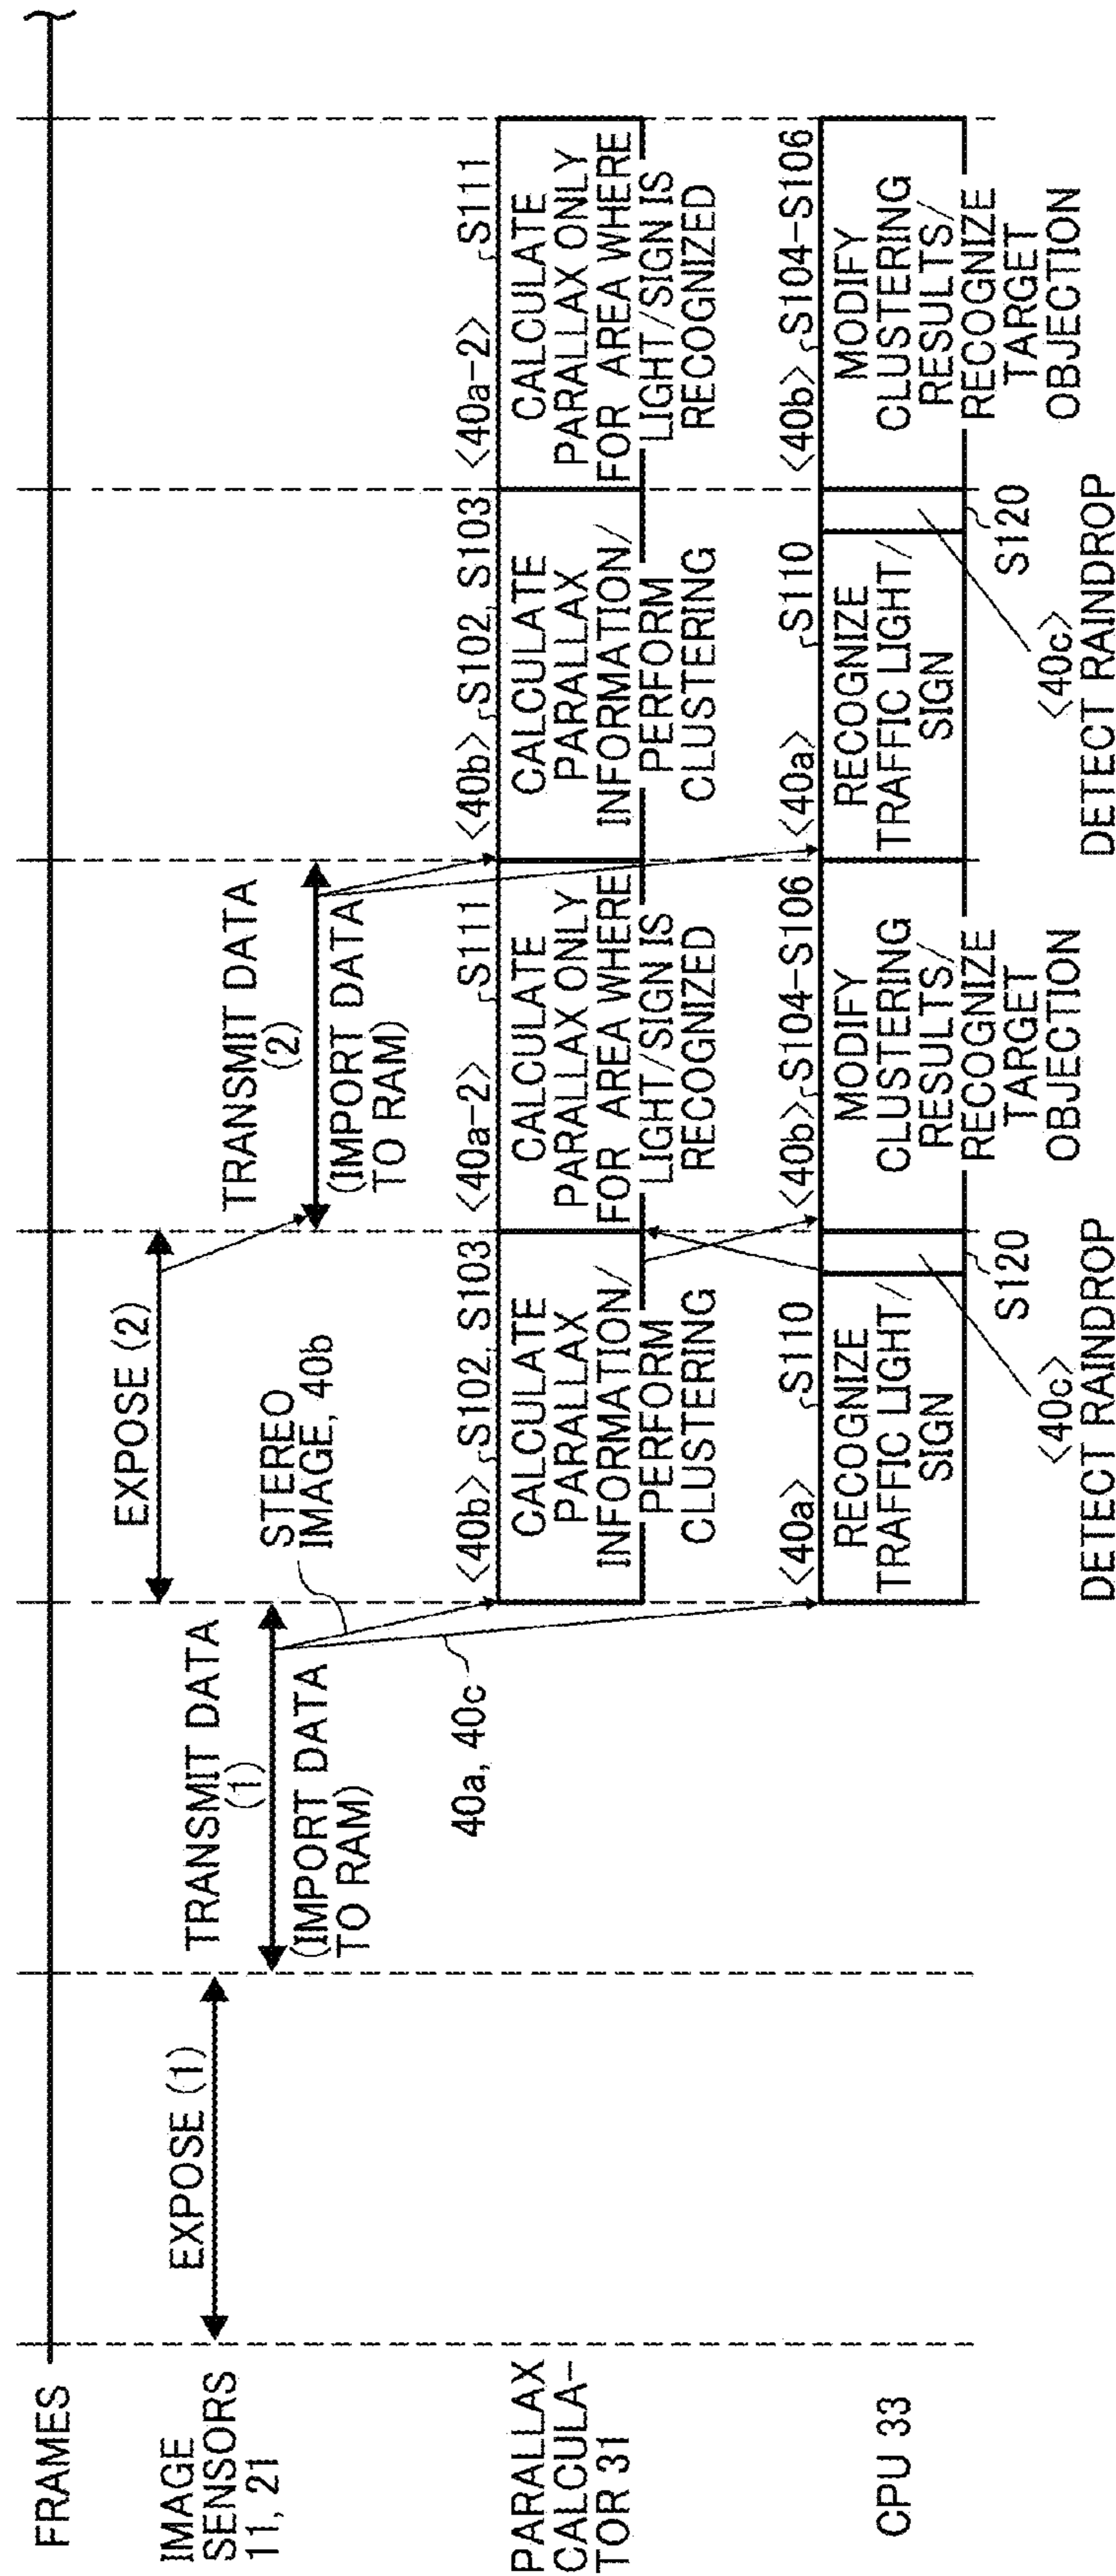 FRAMES
IMAGE
SENSORS
11, 21
EXPOSE (1)
TRANSMIT DATA
(1)
(IMPORT DATA
TO RAM)
EXPOSE (2)
TRANSMIT DATA
(2)
(IMPORT DATA
TO RAM)
STEREO
IMAGE, 40b
40a, 40c
PARALLAX
CALCULA-
TOR 31
<40b> S102, S103
CALCULATE
PARALLAX
INFORMATION/
PERFORM
CLUSTERING
<40a-2> S111
CALCULATE
PARALLAX ONLY
FOR AREA WHERE
LIGHT/SIGN IS
RECOGNIZED
<40b> S102, S103
CALCULATE
PARALLAX
INFORMATION/
PERFORM
CLUSTERING
<40a-2> S111
CALCULATE
PARALLAX ONLY
FOR AREA WHERE
LIGHT/SIGN IS
RECOGNIZED
CPU 33
<40a> S110
RECOGNIZE
TRAFFIC LIGHT/
SIGN
S120
<40c>
DETECT RAINDROP
<40b> S104-S106
MODIFY
CLUSTERING
RESULTS/
RECOGNIZE
TARGET
OBJECTION
<40a> S110
RECOGNIZE
TRAFFIC LIGHT/
SIGN
S120
<40c>
DETECT RAINDROP
<40b> S104-S106
MODIFY
CLUSTERING
RESULTS/
RECOGNIZE
TARGET
OBJECTION